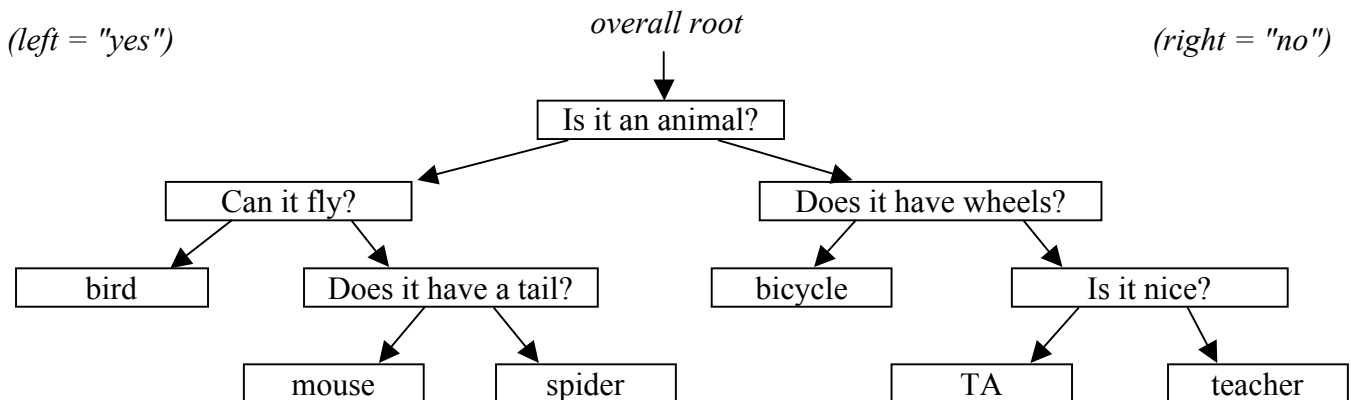 overall root
(left = "yes")
(right = "no")
Is it an animal?
Can it fly?
Does it have wheels?
bird
Does it have a tail?
bicycle
Is it nice?
mouse
spider
TA
teacher